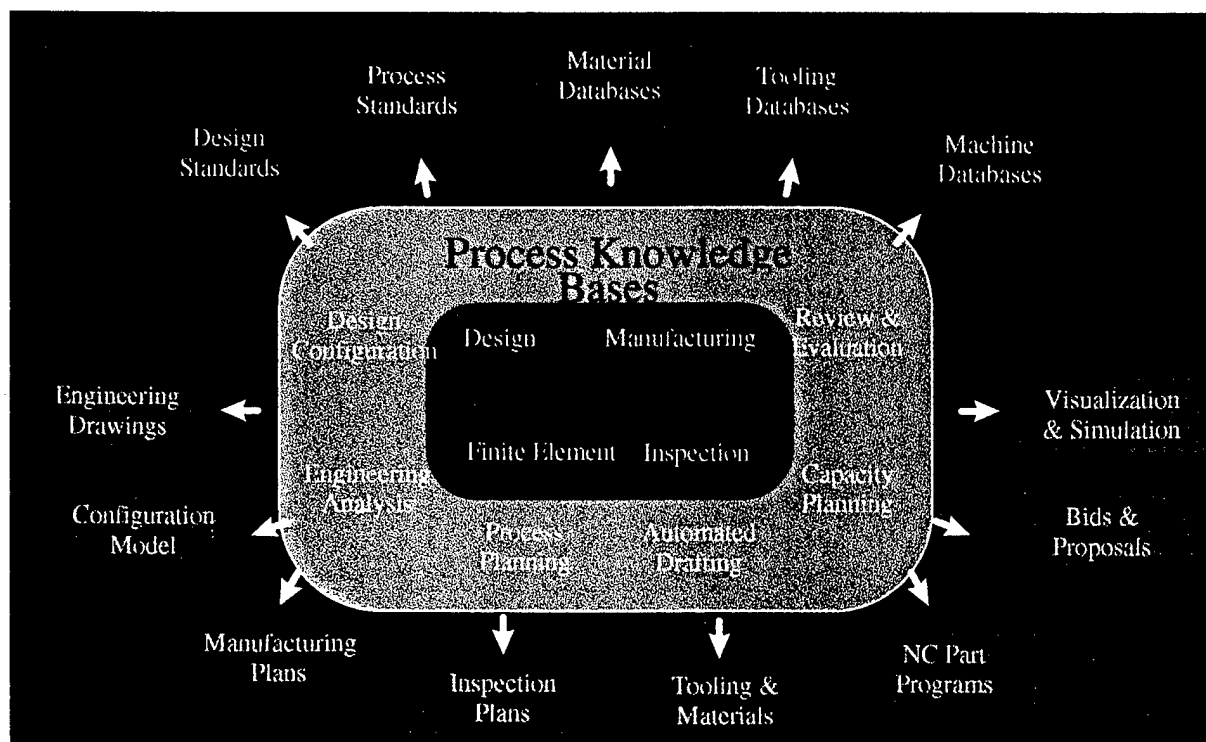 Material
Databases
Process
Standards
Tooling
Databases
Design
Standards
Machine
Databases
Process Knowledge
Bases
Design
Configuration
Design
Manufacturing
Review &
Evaluation
Engineering
Drawings
Visualization
& Simulation
Finite Element
Inspection
Engineering
Analysis
Capacity
Planning
Configuration
Model
Process
Planning
Automated
Drafting
Bids &
Proposals
Manufacturing
Plans
Inspection
Plans
Tooling &
Materials
NC Part
Programs